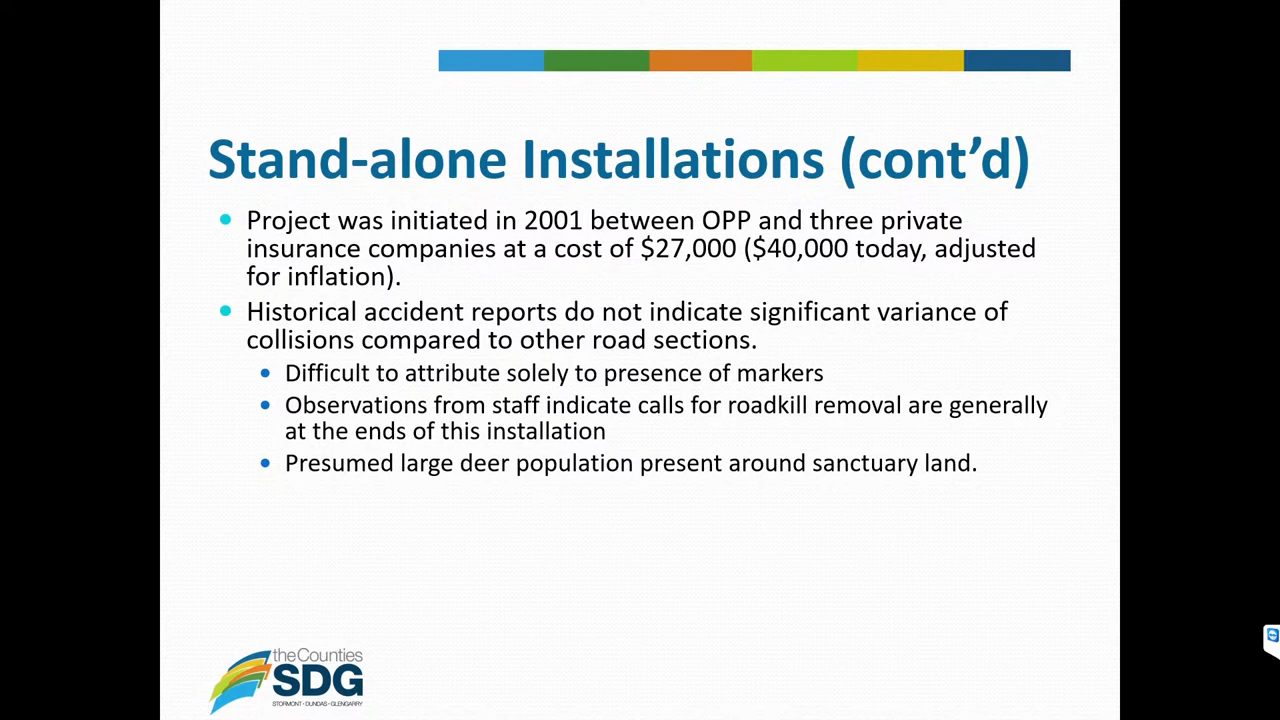 Stand-alone Installations (cont’d)
Project was initiated in 2001 between OPP and three private
insurance companies at a cost of $27,000 ($40,000 today, adjusted
for inflation).
Historical accident reports do not indicate significant variance of
collisions compared to other road sections.
Difficult to attribute solely to presence of markers
Observations from staff indicate calls for roadkill removal are generally
at the ends of this installation
Presumed large deer population present around sanctuary land.
the Counties
SDG
STORMONT · DUNDAS · GLENGARRY